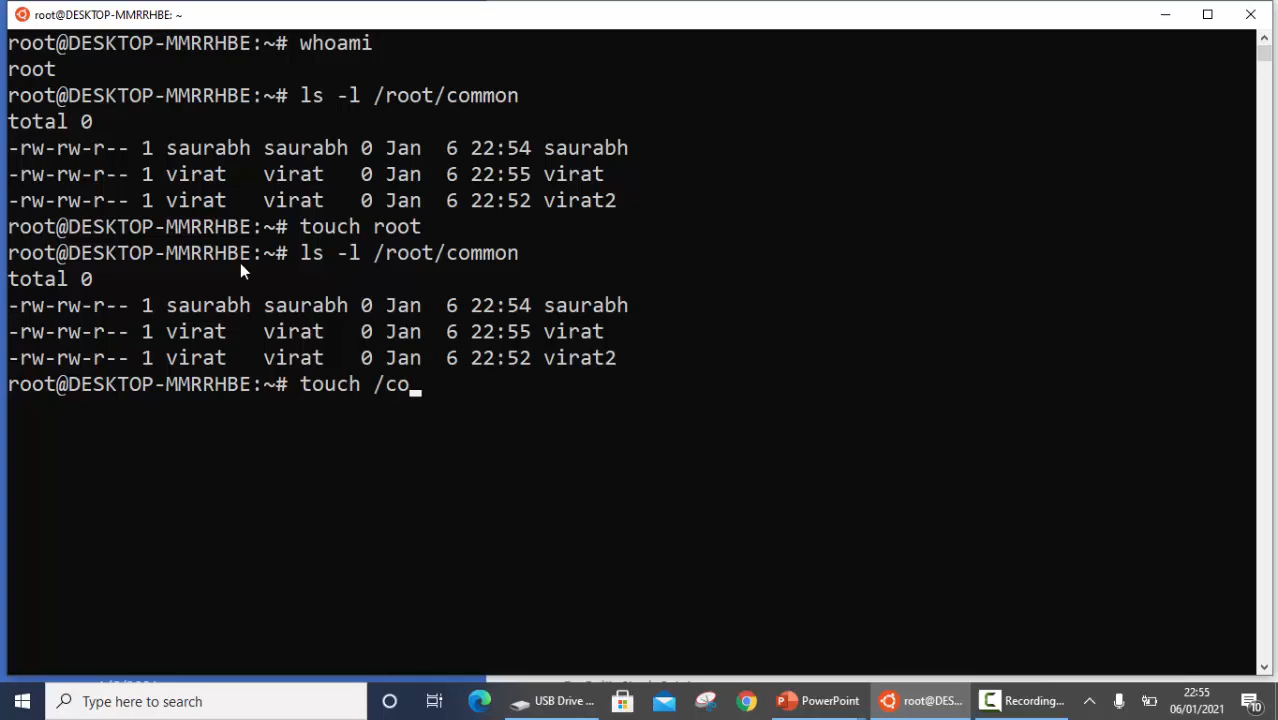 root@DESKTOP-MMRRHBE: ~
root@DESKTOP-MMRRHBE:~# whoami
root
root@DESKTOP-MMRRHBE:~# ls -l /root/common
total 0
-rw-rw-r-- 1 saurabh saurabh 0 Jan  6 22:54 saurabh
-rw-rw-r-- 1 virat   virat   0 Jan  6 22:55 virat
-rw-rw-r-- 1 virat   virat   0 Jan  6 22:52 virat2
root@DESKTOP-MMRRHBE:~# touch root
root@DESKTOP-MMRRHBE:~# ls -l /root/common
total 0
-rw-rw-r-- 1 saurabh saurabh 0 Jan  6 22:54 saurabh
-rw-rw-r-- 1 virat   virat   0 Jan  6 22:55 virat
-rw-rw-r-- 1 virat   virat   0 Jan  6 22:52 virat2
root@DESKTOP-MMRRHBE:~# touch /co
Type here to search
USB Drive ...
PowerPoint
root@DES...
Recording...
22:55
06/01/2021
10